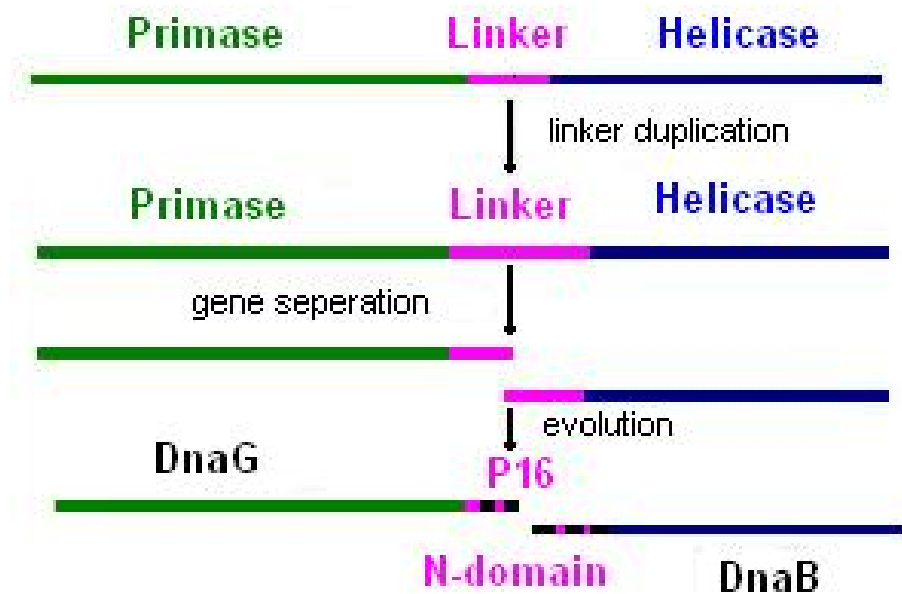 Primase Linker Helicase
linker duplication
Primase Linker Helicase
gene seperation
evolution
DnaG P16
N-domain DnaB